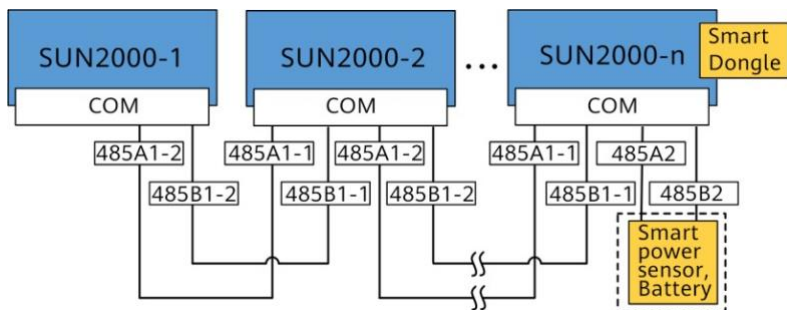 SUN2000-1
SUN2000-2
...
SUN2000-n
Smart
Dongle
COM
COM
COM
485A1-2
485A1-1
485A1-2
485A1-1
485A2
485B1-2
485B1-1
485B1-2
485B1-1
485B2
Smart
power
sensor,
Battery